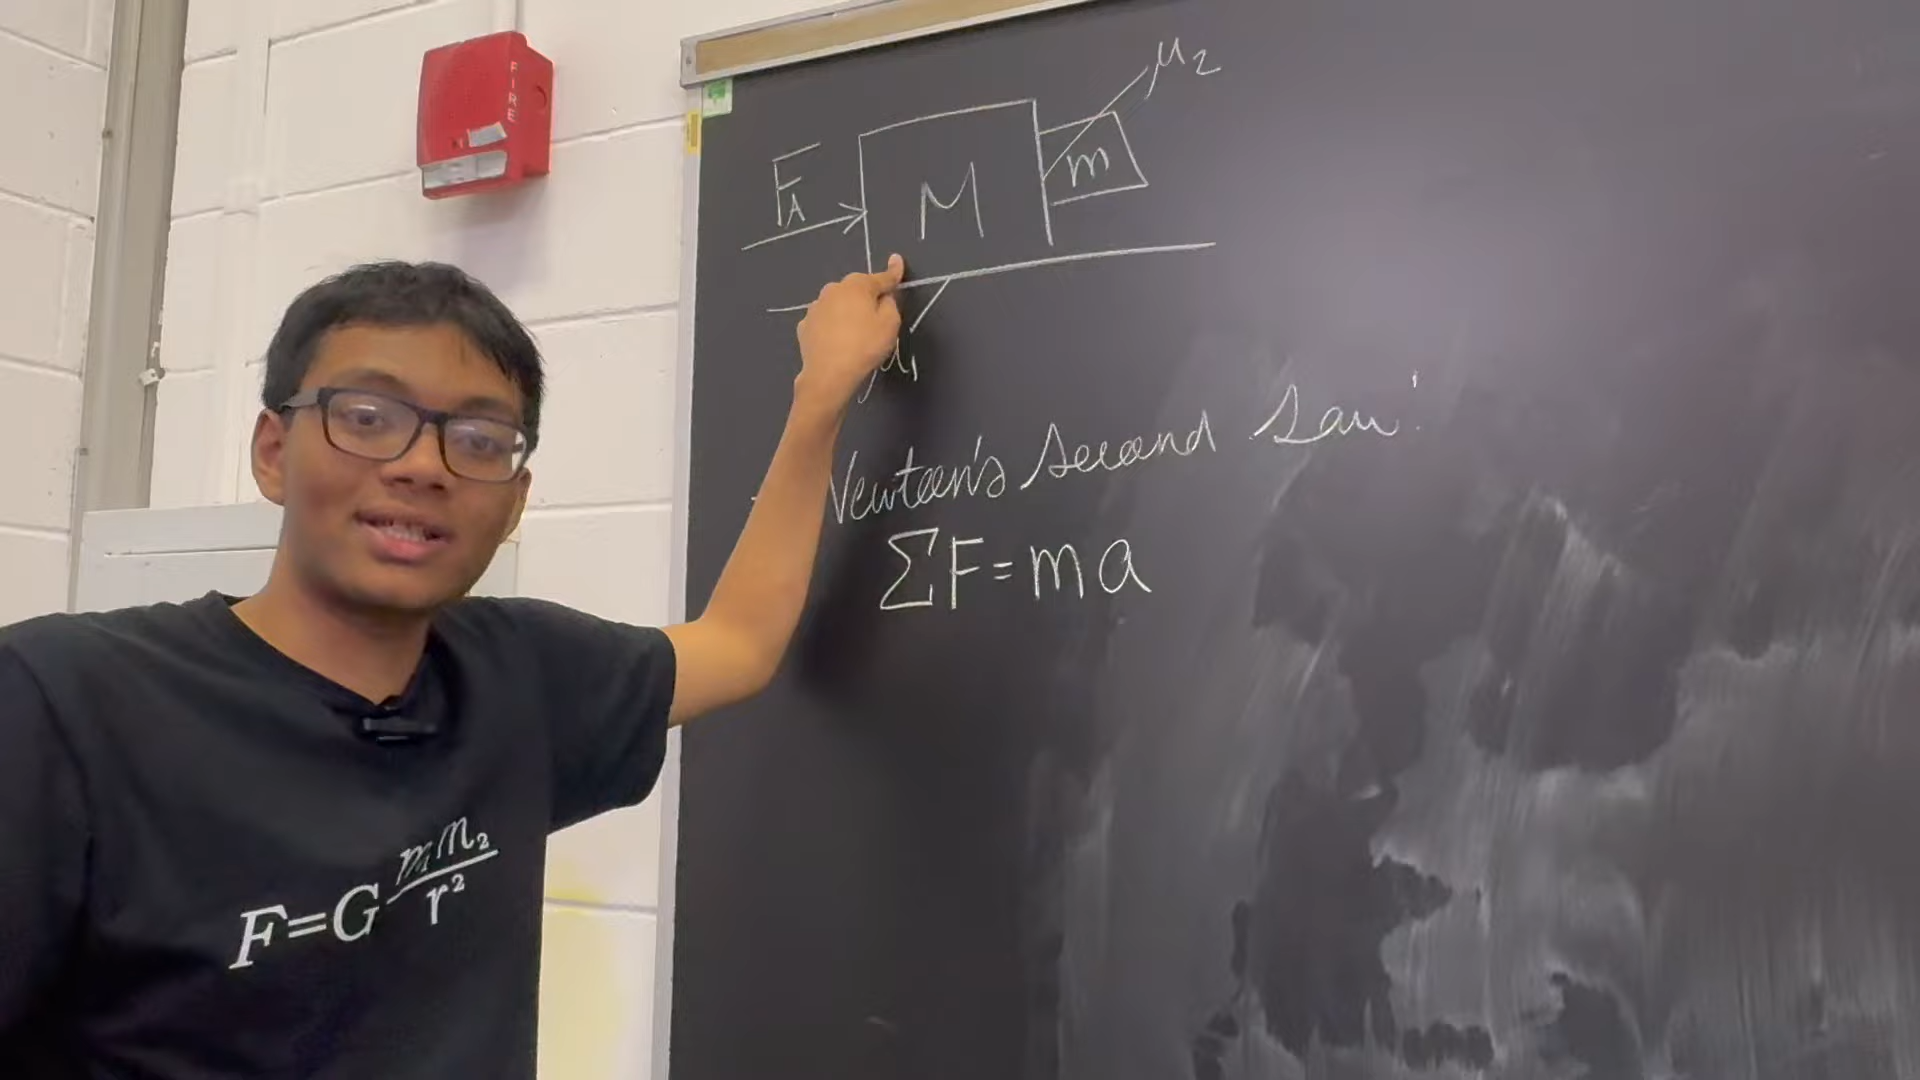 FIRE
μ2
FA
M
m
μ1
Newton's second Law:
ΣF=ma
F=G m1m2/r²